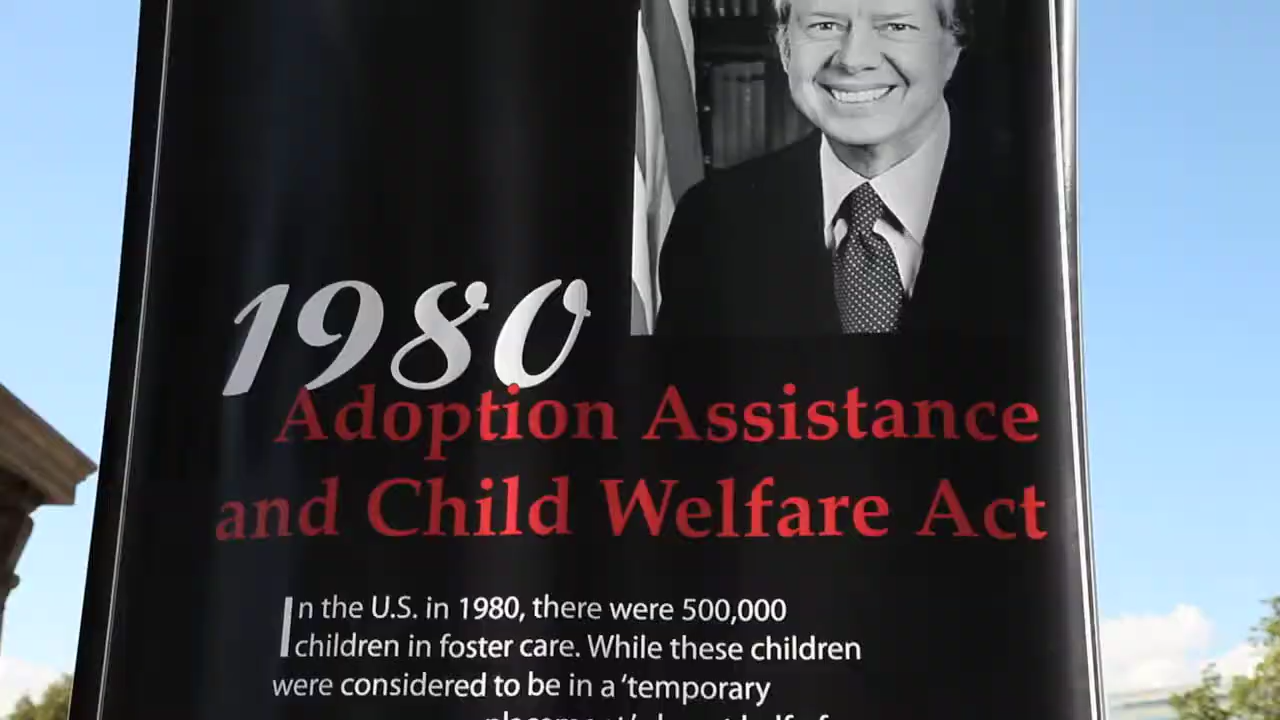 1980
Adoption Assistance
and Child Welfare Act
In the U.S. in 1980, there were 500,000
children in foster care. While these children
were considered to be in a 'temporary